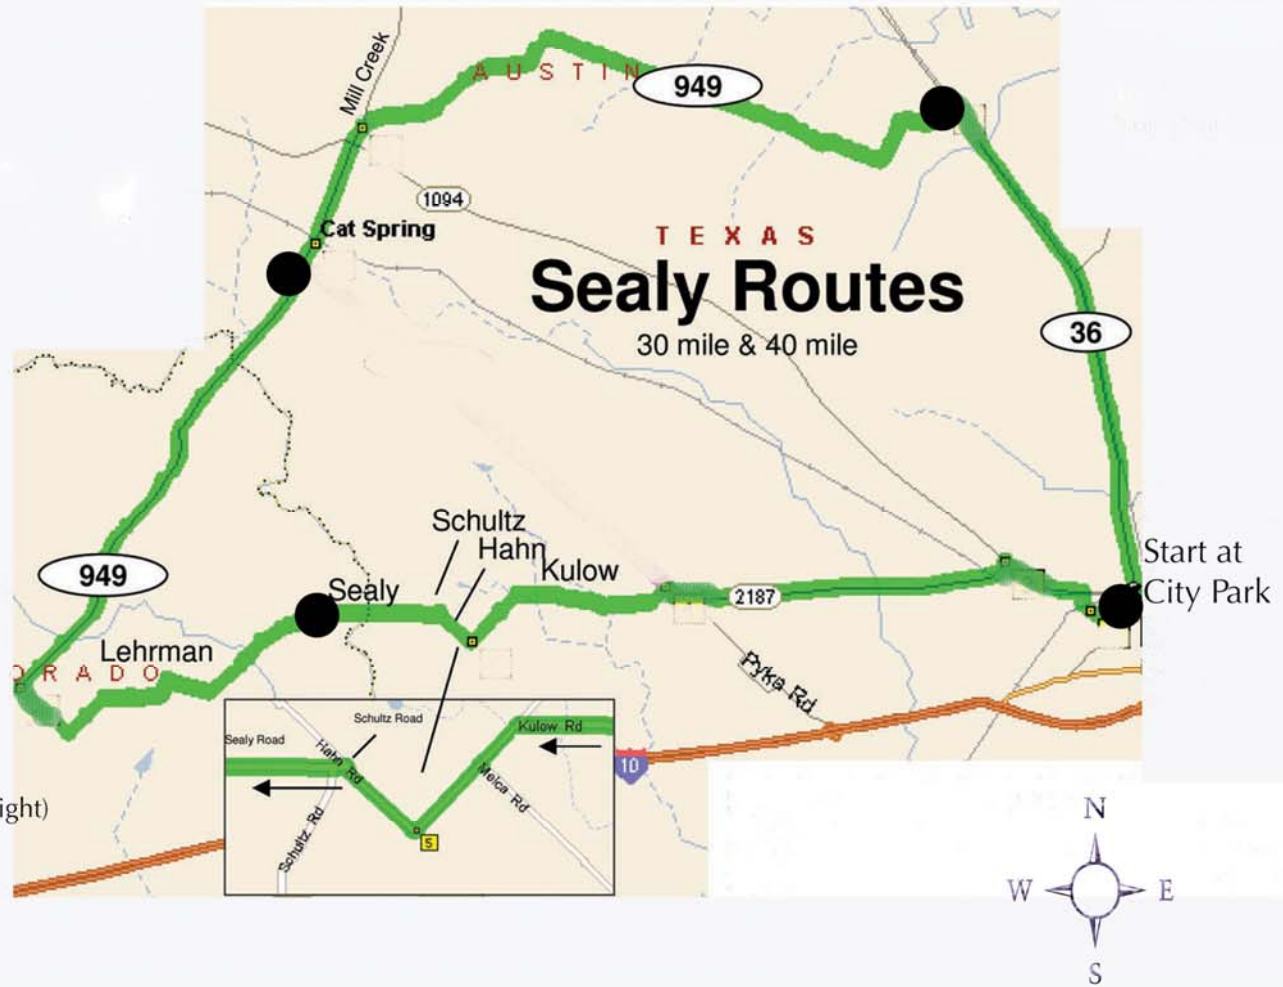 Mill Creek
AUSTIN
949
1094
Cat Spring
TEXAS
Sealy Routes
30 mile & 40 mile
36
Schultz
Hahn
Kulow
Start at
City Park
949
Sealy
2187
Lehrman
ORADO
Pyka Rd
Schultz Road
Kulow Rd
Sealy Road
Hahn Rd
Melca Rd
10
Schultz Rd
S
ight)
N
W E
S